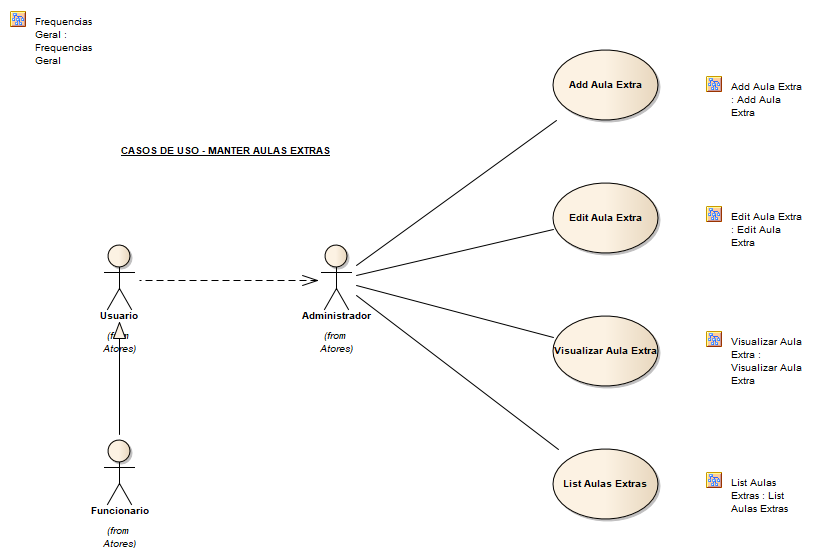 Frequencias
Geral :
Frequencias
Geral
CASOS DE USO - MANTER AULAS EXTRAS
Add Aula Extra
Add Aula Extra
: Add Aula
Extra
Edit Aula Extra
Edit Aula Extra
: Edit Aula
Extra
Usuario
(from
Atores)
Administrador
(from
Atores)
Visualizar Aula Extra
Visualizar Aula
Extra :
Visualizar Aula
Extra
List Aulas Extras
List Aulas
Extras : List
Aulas Extras
Funcionario
(from
Atores)